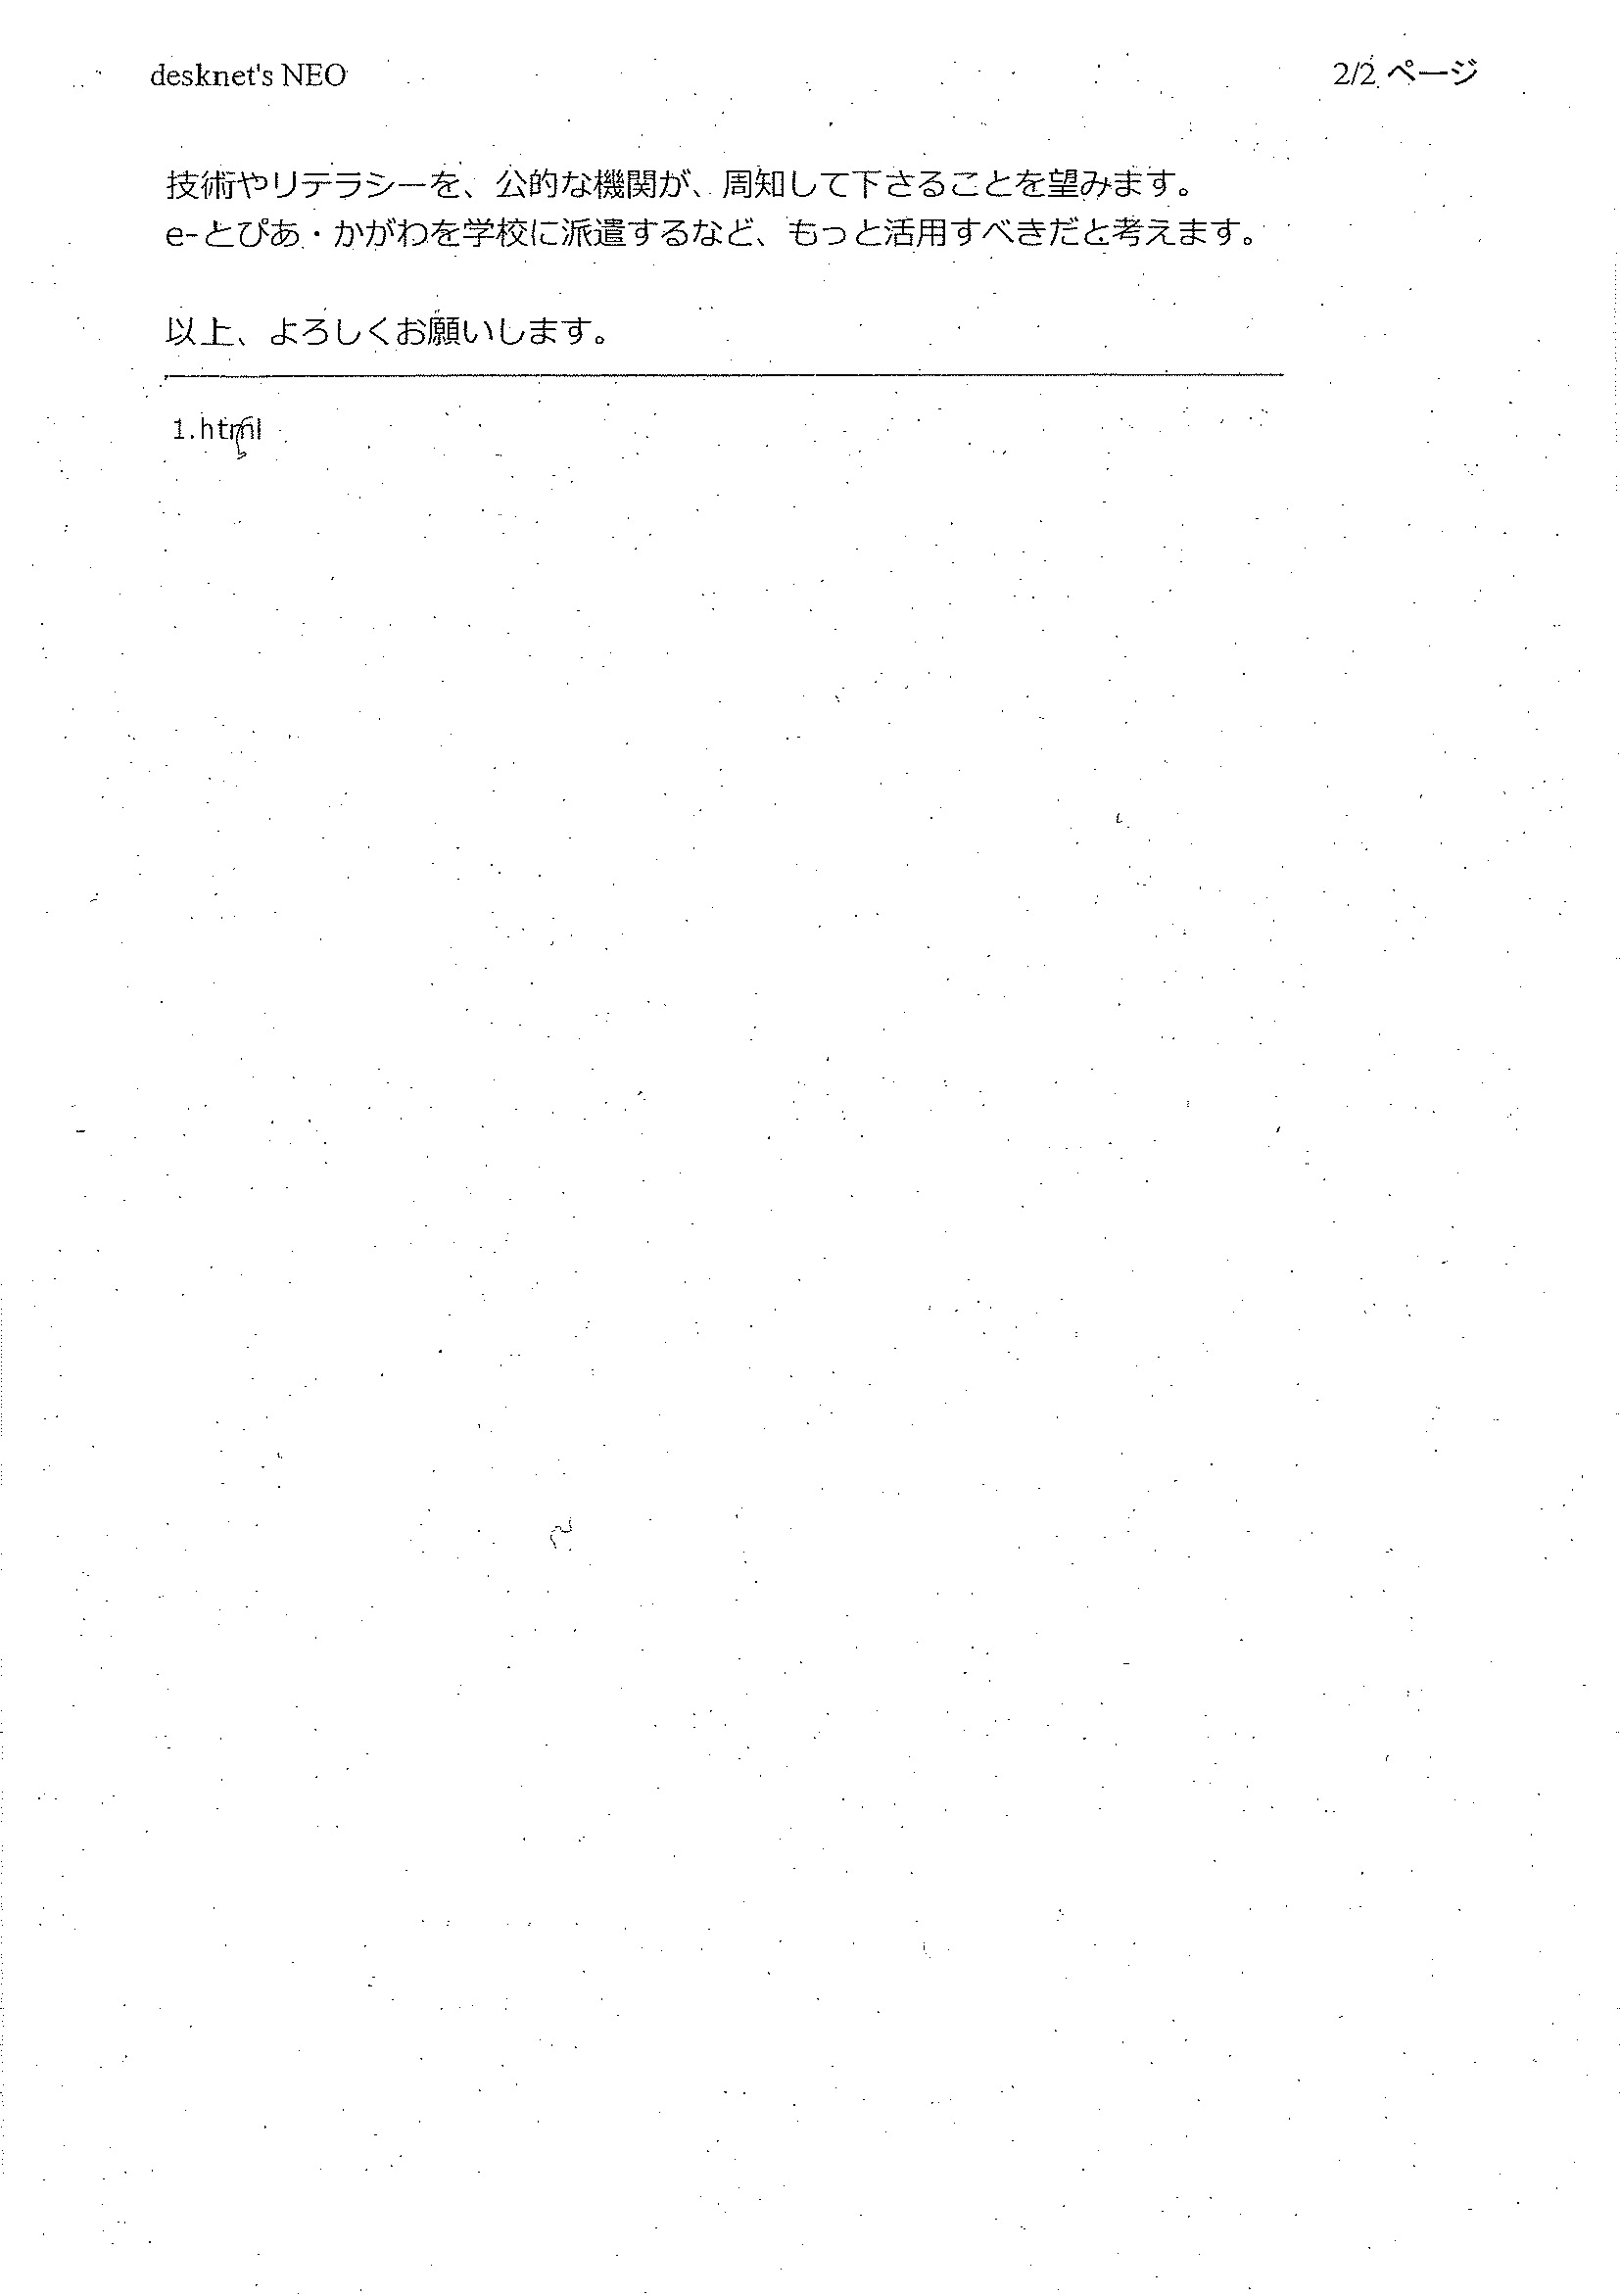 desknet's NEO
2/2 ページ
技術やリテラシーを、公的な機関が、周知して下さることを望みます。
e-とぴあ・かがわを学校に派遣するなど、もっと活用すべきだと考えます。
以上、よろしくお願いします。
1.html